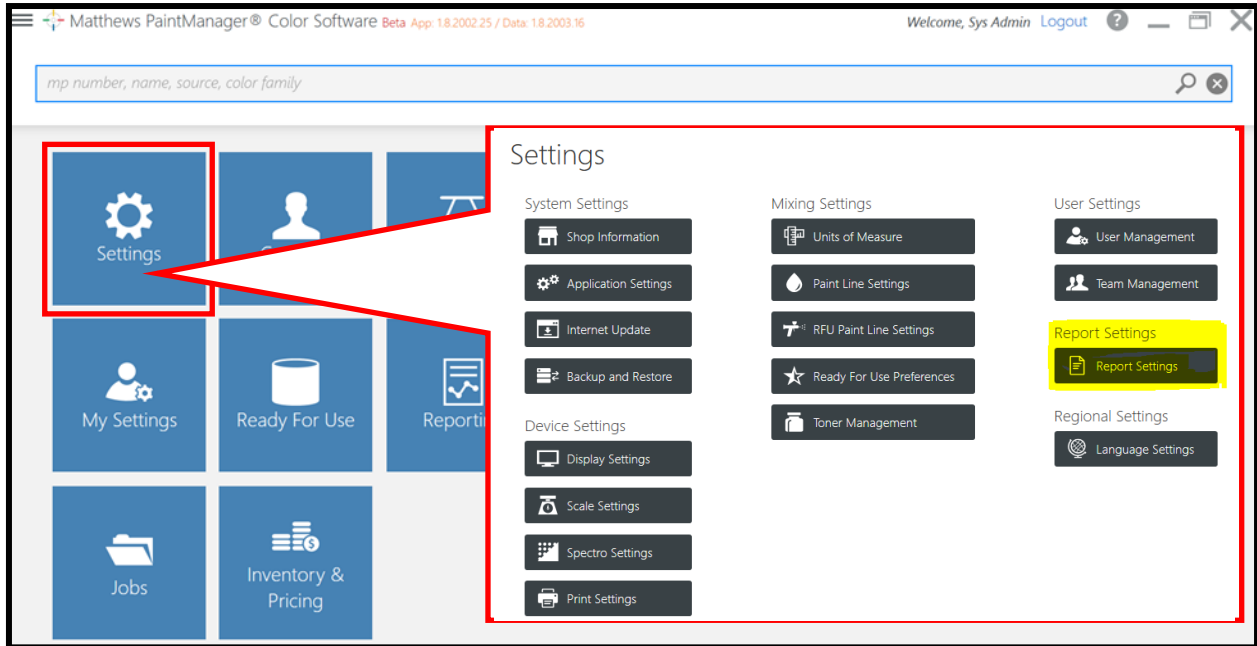 Matthews PaintManager® Color Software Beta App: 1.8.2002.25 / Data: 1.8.2003.16
Welcome, Sys Admin Logout
mp number, name, source, color family
Settings
My Settings
Ready For Use
Reporti
Jobs
Inventory &
Pricing
Settings
System Settings
Shop Information
Application Settings
Internet Update
Backup and Restore
Device Settings
Display Settings
Scale Settings
Spectro Settings
Print Settings
Mixing Settings
Units of Measure
Paint Line Settings
RFU Paint Line Settings
Ready For Use Preferences
Toner Management
User Settings
User Management
Team Management
Report Settings
Report Settings
Regional Settings
Language Settings